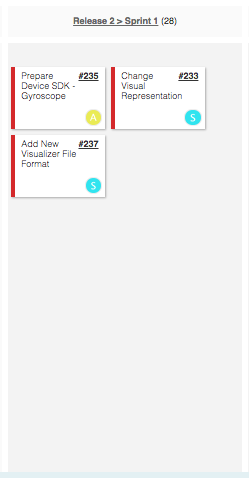 Release 2 > Sprint 1 (28)
Prepare #235
Device SDK -
Gyroscope
A
Change #233
Visual
Representation
S
Add New #237
Visualizer File
Format
S